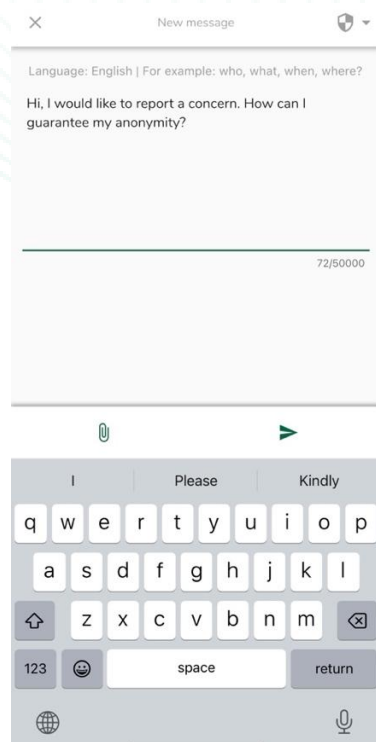 New message
Language: English | For example: who, what, when, where?
Hi, I would like to report a concern. How can I
guarantee my anonymity?
72/50000
I Please Kindly
q w e r t y u i o p
a s d f g h j k l
z x c v b n m
123 space return